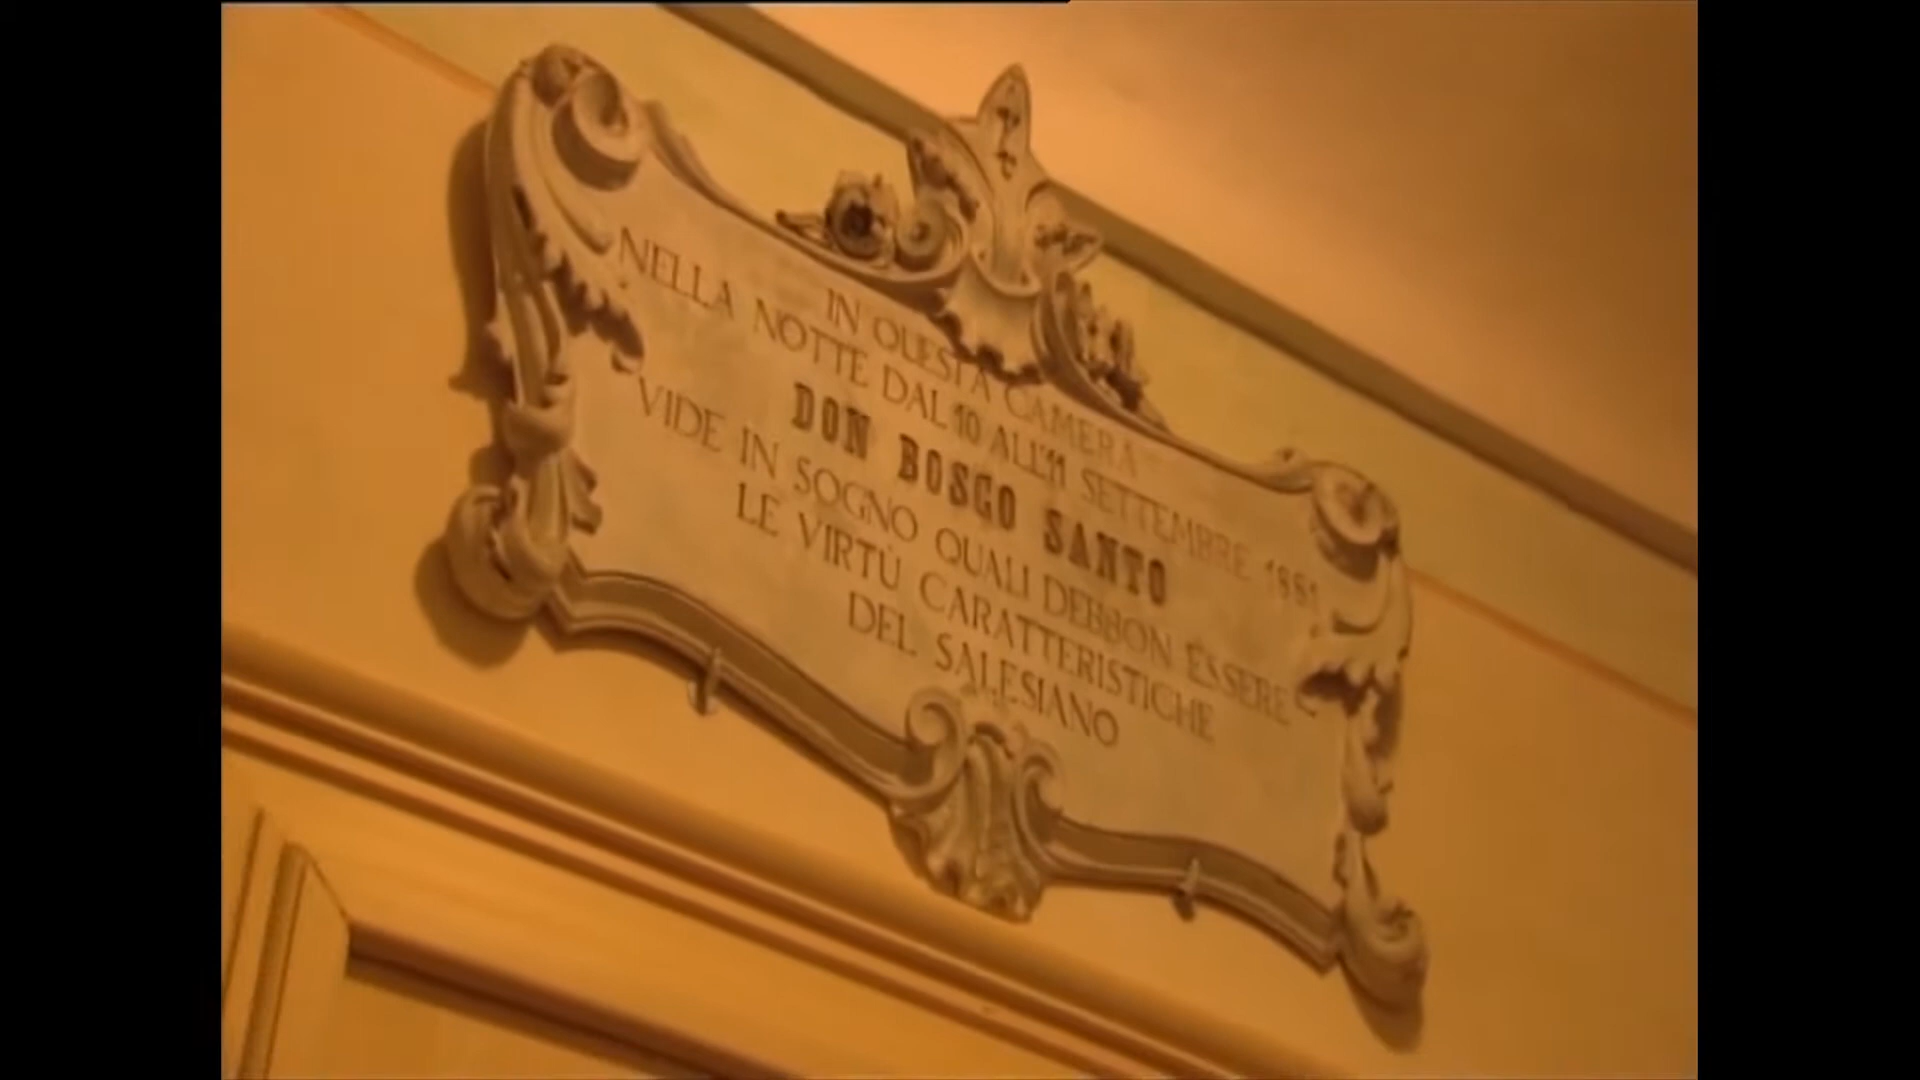 IN QUESTA CAMERA
NELLA NOTTE DAL 10 ALL'11 SETTEMBRE 1881
DON BOSCO SANTO
VIDE IN SOGNO QUALI DEBBON ESSERE
LE VIRTÙ CARATTERISTICHE
DEL SALESIANO